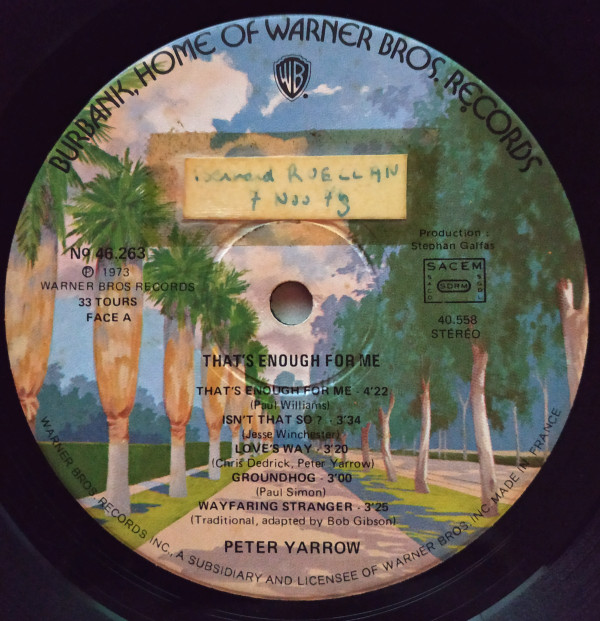 BURBANK, HOME OF WARNER BROS. RECORDS
WB
RUELLAN
7 Nov 73
Nº 46.263
℗ 1973
WARNER BROS RECORDS
33 TOURS
FACE A
Production :
Stephan Galfas
SACEM
SACD
SDRM
SGDL
40.558
STÉRÉO
THAT'S ENOUGH FOR ME
THAT'S ENOUGH FOR ME - 4'22
(Paul Williams)
ISN'T THAT SO ? - 3'34
(Jesse Winchester)
LOVE'S WAY - 3'20
(Chris Dedrick, Peter Yarrow)
GROUNDHOG - 3'00
(Paul Simon)
WAYFARING STRANGER - 3'25
(Traditional, adapted by Bob Gibson)
PETER YARROW
WARNER BROS RECORDS INC., A SUBSIDIARY AND LICENSEE OF WARNER BROS. INC MADE IN FRANCE